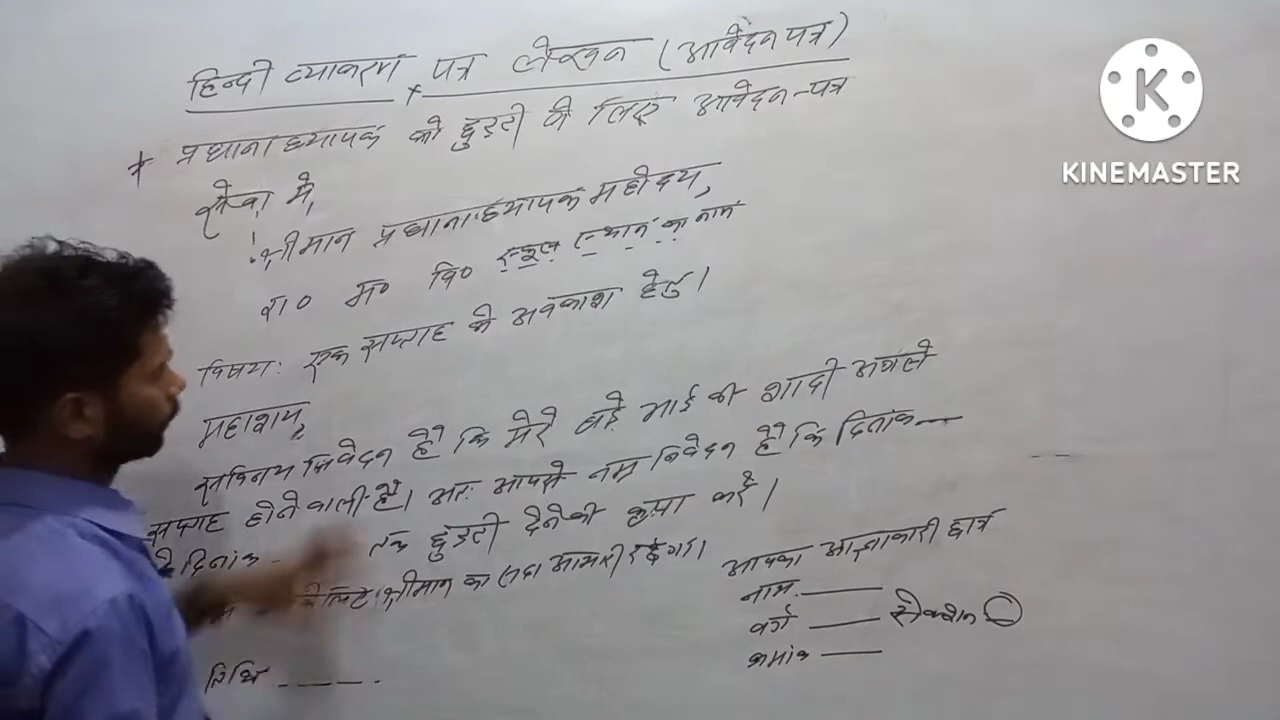 हिन्दी व्याकरण * पत्र लेखन (आवेदन पत्र)
* प्रधानाध्यापक को छुट्टी के लिए आवेदन-पत्र
सेवा में,
श्रीमान प्रधानाध्यापक महोदय,
रा० म० वि० स्कूल स्थान का नाम
विषय: एक सप्ताह के अवकाश हेतु।
महाशय,
सविनय निवेदन है कि मेरे बड़े भाई की शादी अगले
सप्ताह होने वाली है। अतः आपसे नम्र निवेदन है कि दिनांक
से दिनांक तक छुट्टी देने की कृपा करें।
लिए श्रीमान का सदा आभारी रहूँगा।
आपका आज्ञाकारी छात्र
नाम
वर्ग सेक्शन
क्रमांक
तिथि
KINEMASTER